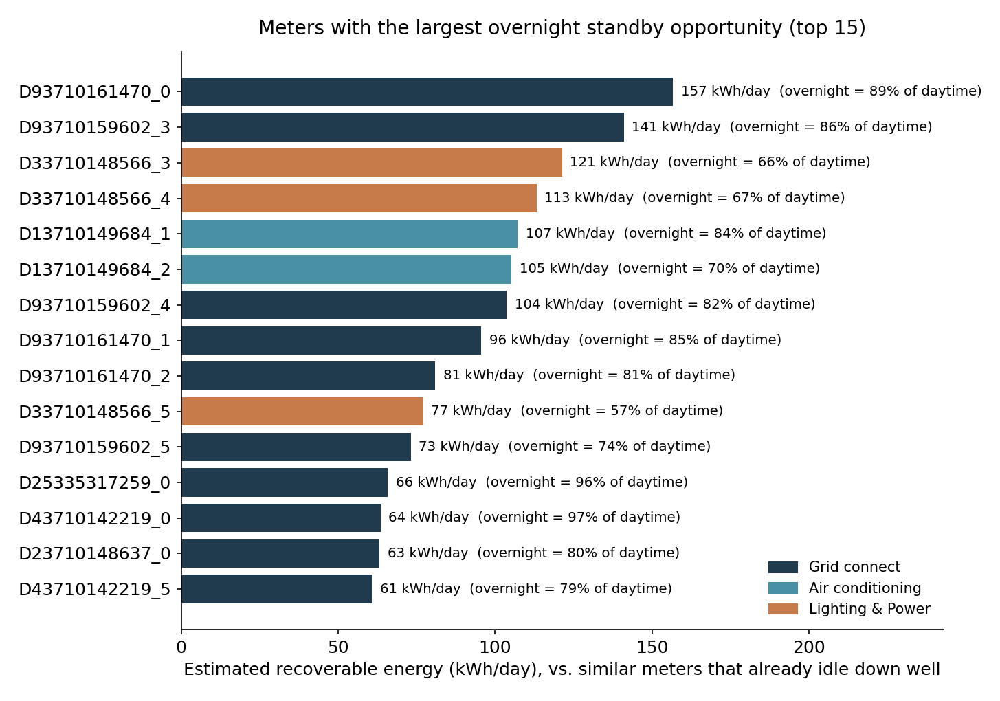 Meters with the largest overnight standby opportunity (top 15)
D93710161470_0 157 kWh/day (overnight = 89% of daytime)
D93710159602_3 141 kWh/day (overnight = 86% of daytime)
D33710148566_3 121 kWh/day (overnight = 66% of daytime)
D33710148566_4 113 kWh/day (overnight = 67% of daytime)
D13710149684_1 107 kWh/day (overnight = 84% of daytime)
D13710149684_2 105 kWh/day (overnight = 70% of daytime)
D93710159602_4 104 kWh/day (overnight = 82% of daytime)
D93710161470_1 96 kWh/day (overnight = 85% of daytime)
D93710161470_2 81 kWh/day (overnight = 81% of daytime)
D33710148566_5 77 kWh/day (overnight = 57% of daytime)
D93710159602_5 73 kWh/day (overnight = 74% of daytime)
D25335317259_0 66 kWh/day (overnight = 96% of daytime)
D43710142219_0 64 kWh/day (overnight = 97% of daytime)
D23710148637_0 63 kWh/day (overnight = 80% of daytime)
D43710142219_5 61 kWh/day (overnight = 79% of daytime)
Grid connect
Air conditioning
Lighting & Power
0 50 100 150 200
Estimated recoverable energy (kWh/day), vs. similar meters that already idle down well